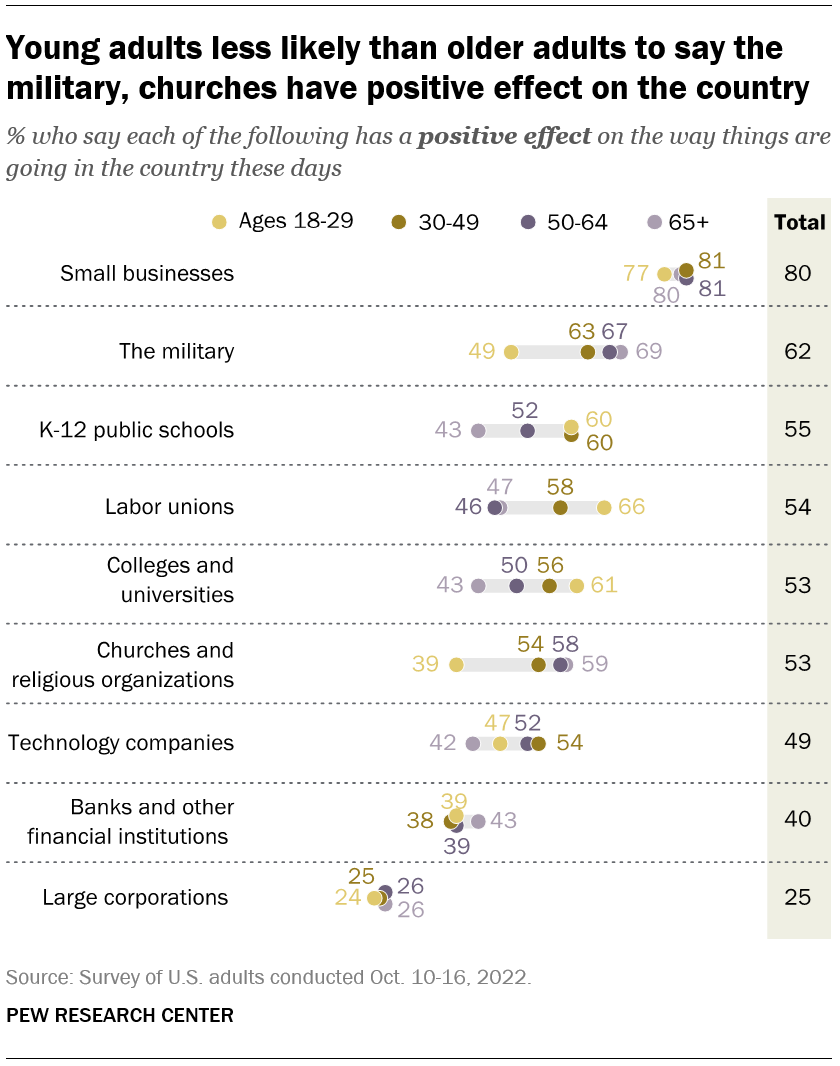 Young adults less likely than older adults to say the
military, churches have positive effect on the country
% who say each of the following has a positive effect on the way things are
going in the country these days
Ages 18-29 30-49 50-64 65+ Total
Small businesses 77 80 81 81 80
The military 49 63 67 69 62
K-12 public schools 43 52 60 60 55
Labor unions 46 47 58 66 54
Colleges and
universities 43 50 56 61 53
Churches and
religious organizations 39 54 58 59 53
Technology companies 42 47 52 54 49
Banks and other
financial institutions 38 39 39 43 40
Large corporations 24 25 26 26 25
Source: Survey of U.S. adults conducted Oct. 10-16, 2022.
PEW RESEARCH CENTER